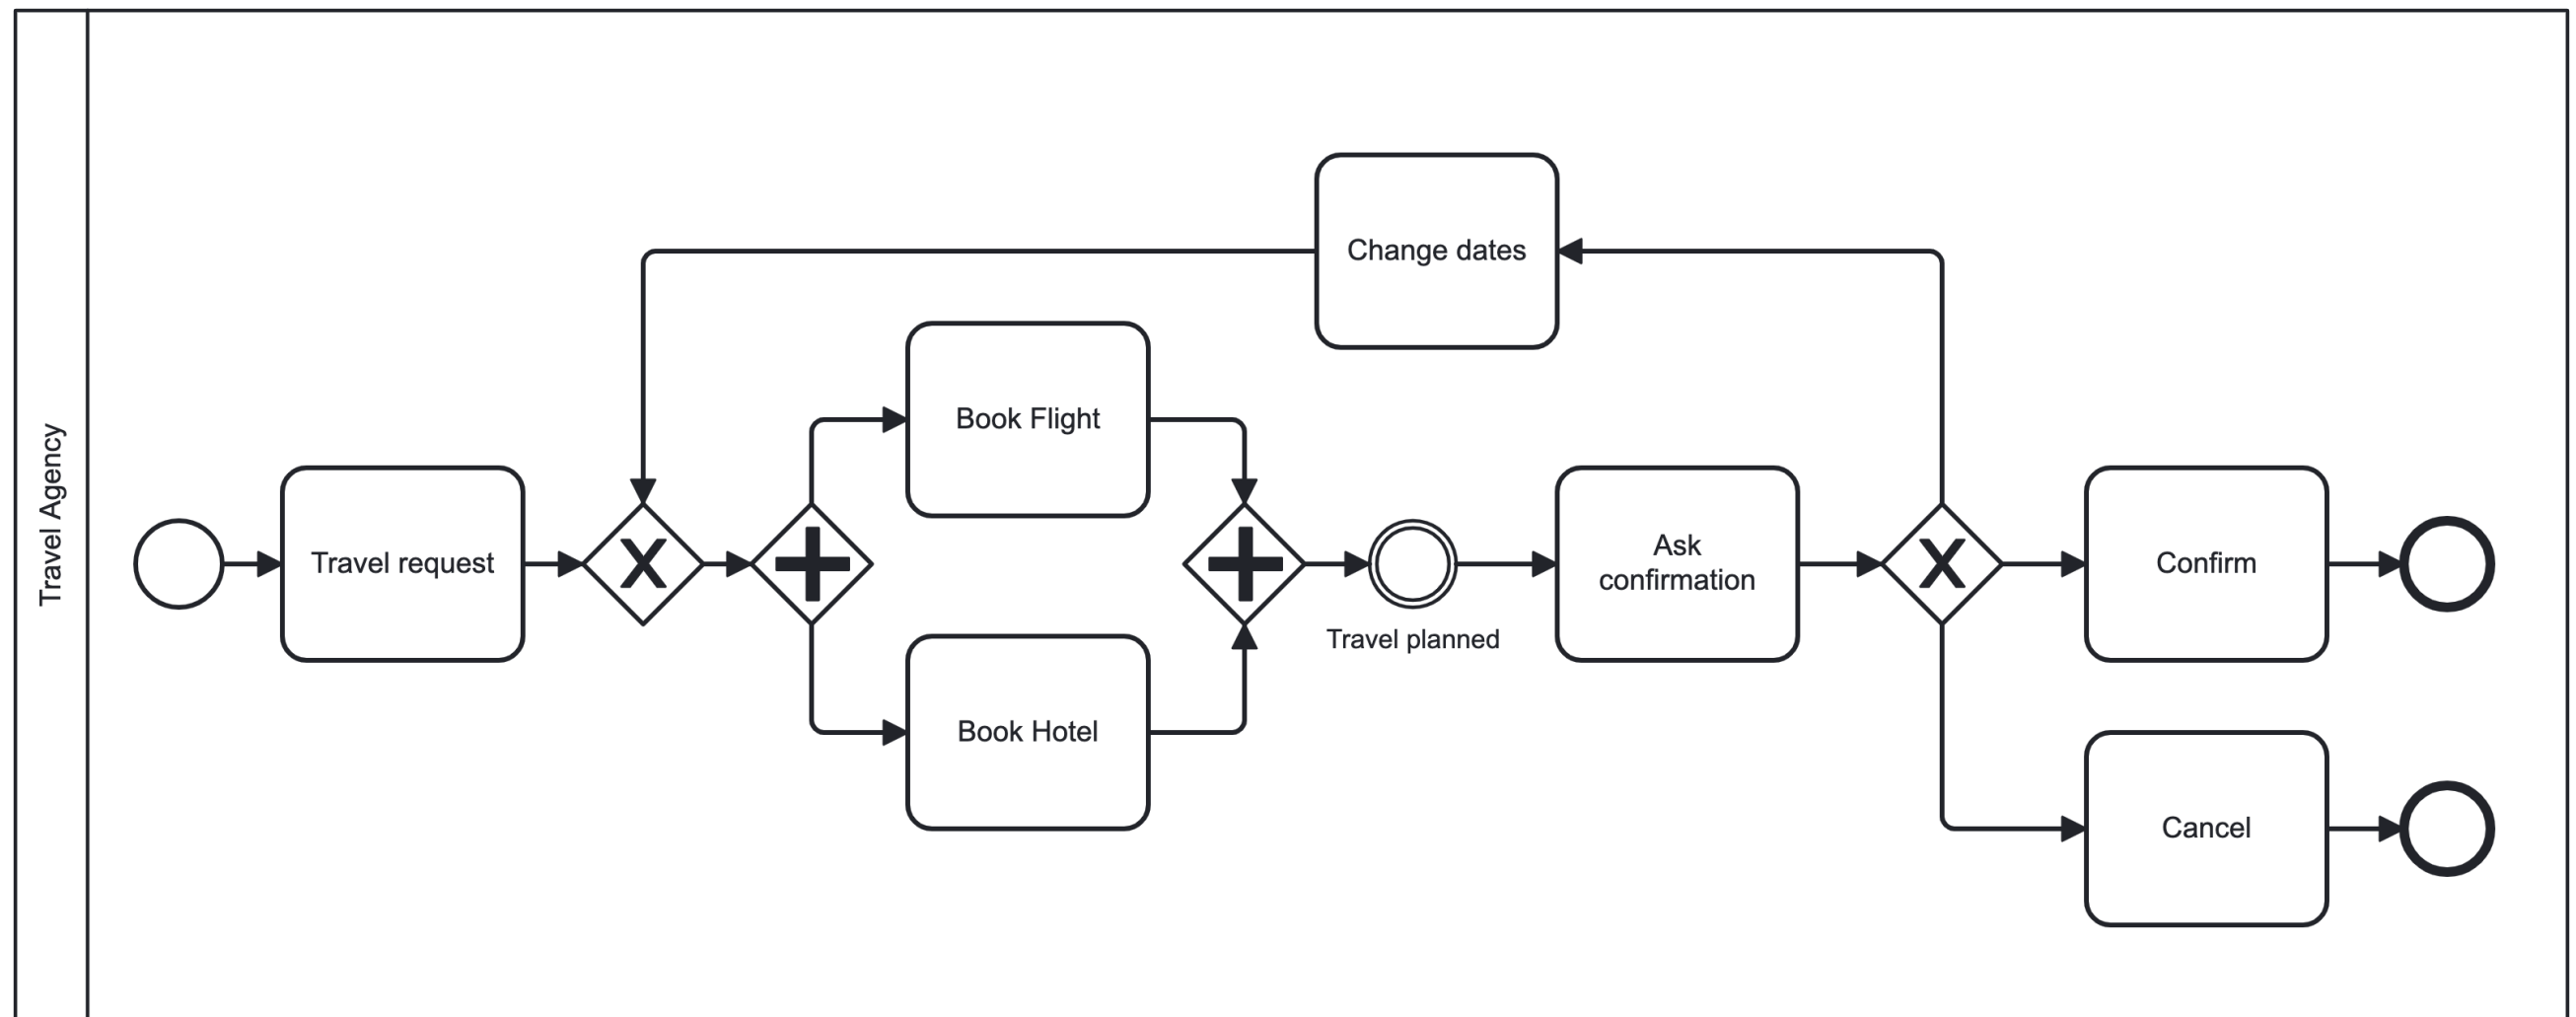 Travel Agency
Travel request
Change dates
Book Flight
Book Hotel
Travel planned
Ask
confirmation
Confirm
Cancel